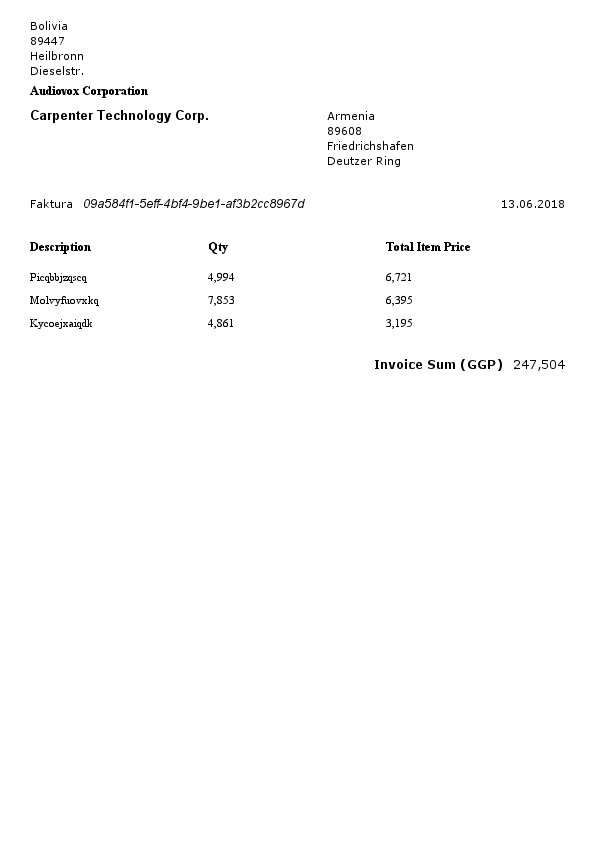 Bolivia
89447
Heilbronn
Dieselstr.
Audiovox Corporation
Carpenter Technology Corp.
Armenia
89608
Friedrichshafen
Deutzer Ring
Faktura 09a584f1-5eff-4bf4-9be1-af3b2cc8967d 13.06.2018
Description Qty Total Item Price
Picqbbjzqscq 4,994 6,721
Molvyfuovxkq 7,853 6,395
Kycoejxaiqdk 4,861 3,195
Invoice Sum (GGP) 247,504